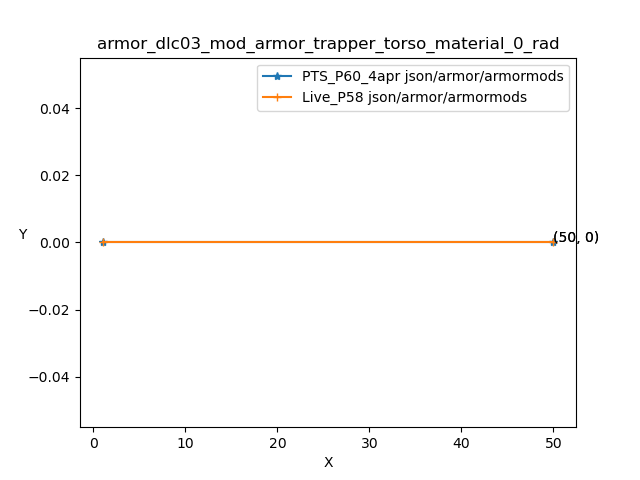 armor_dlc03_mod_armor_trapper_torso_material_0_rad
PTS_P60_4apr json/armor/armormods
Live_P58 json/armor/armormods
0.04
0.02
0.00
−0.02
−0.04
Y
(50, 0)
0
10
20
30
40
50
X